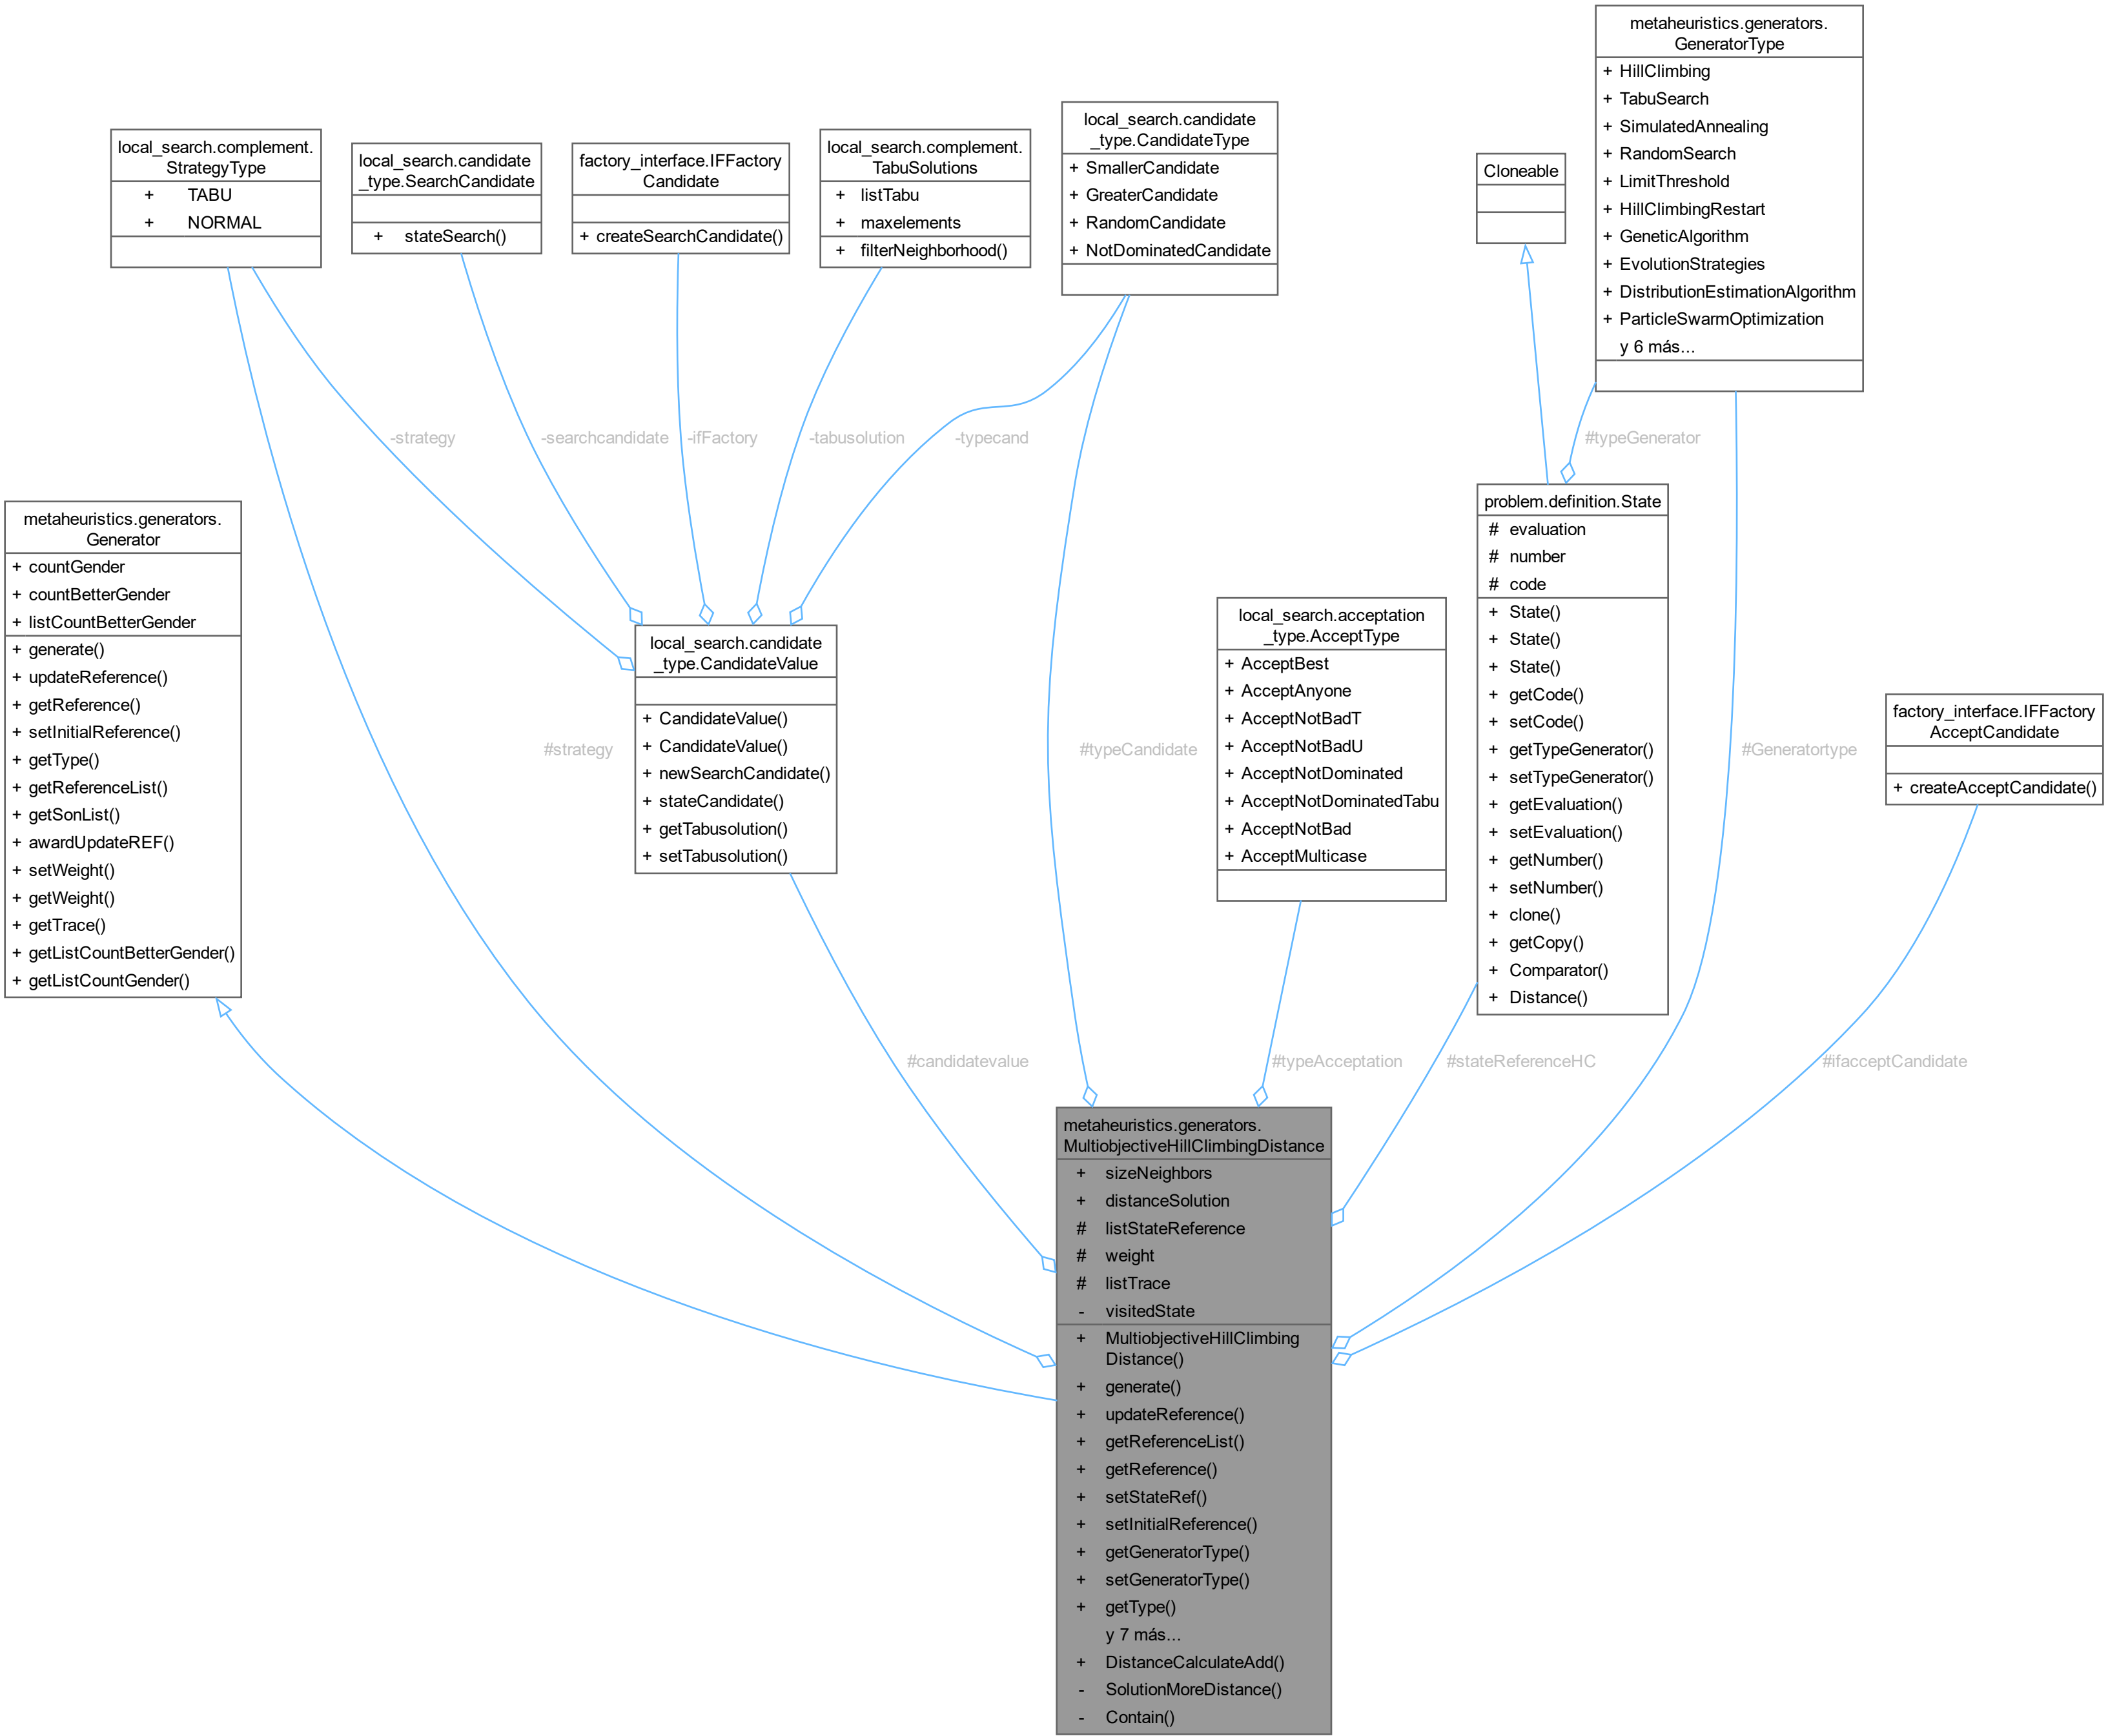 metaheuristics.generators.
GeneratorType
+ HillClimbing
+ TabuSearch
+ SimulatedAnnealing
+ RandomSearch
+ LimitThreshold
+ HillClimbingRestart
+ GeneticAlgorithm
+ EvolutionStrategies
+ DistributionEstimationAlgorithm
+ ParticleSwarmOptimization
y 6 más...
local_search.candidate
_type.CandidateType
+ SmallerCandidate
+ GreaterCandidate
+ RandomCandidate
+ NotDominatedCandidate
local_search.complement.
StrategyType
+ TABU
+ NORMAL
local_search.candidate
_type.SearchCandidate
+ stateSearch()
factory_interface.IFFactory
Candidate
+ createSearchCandidate()
local_search.complement.
TabuSolutions
+ listTabu
+ maxelements
+ filterNeighborhood()
Cloneable
-strategy
-searchcandidate
-ifFactory
-tabusolution
-typecand
#typeGenerator
metaheuristics.generators.
Generator
+ countGender
+ countBetterGender
+ listCountBetterGender
+ generate()
+ updateReference()
+ getReference()
+ setInitialReference()
+ getType()
+ getReferenceList()
+ getSonList()
+ awardUpdateREF()
+ setWeight()
+ getWeight()
+ getTrace()
+ getListCountBetterGender()
+ getListCountGender()
local_search.candidate
_type.CandidateValue
+ CandidateValue()
+ CandidateValue()
+ newSearchCandidate()
+ stateCandidate()
+ getTabusolution()
+ setTabusolution()
local_search.acceptation
_type.AcceptType
+ AcceptBest
+ AcceptAnyone
+ AcceptNotBadT
+ AcceptNotBadU
+ AcceptNotDominated
+ AcceptNotDominatedTabu
+ AcceptNotBad
+ AcceptMulticase
problem.definition.State
# evaluation
# number
# code
+ State()
+ State()
+ State()
+ getCode()
+ setCode()
+ getTypeGenerator()
+ setTypeGenerator()
+ getEvaluation()
+ setEvaluation()
+ getNumber()
+ setNumber()
+ clone()
+ getCopy()
+ Comparator()
+ Distance()
factory_interface.IFFactory
AcceptCandidate
+ createAcceptCandidate()
#strategy
#typeCandidate
#Generatortype
#candidatevalue
#typeAcceptation
#stateReferenceHC
#ifacceptCandidate
metaheuristics.generators.
MultiobjectiveHillClimbingDistance
+ sizeNeighbors
+ distanceSolution
# listStateReference
# weight
# listTrace
- visitedState
+ MultiobjectiveHillClimbing
Distance()
+ generate()
+ updateReference()
+ getReferenceList()
+ getReference()
+ setStateRef()
+ setInitialReference()
+ getGeneratorType()
+ setGeneratorType()
+ getType()
y 7 más...
+ DistanceCalculateAdd()
- SolutionMoreDistance()
- Contain()